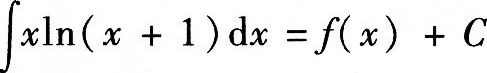 ∫xln(x + 1)dx = f(x) + C